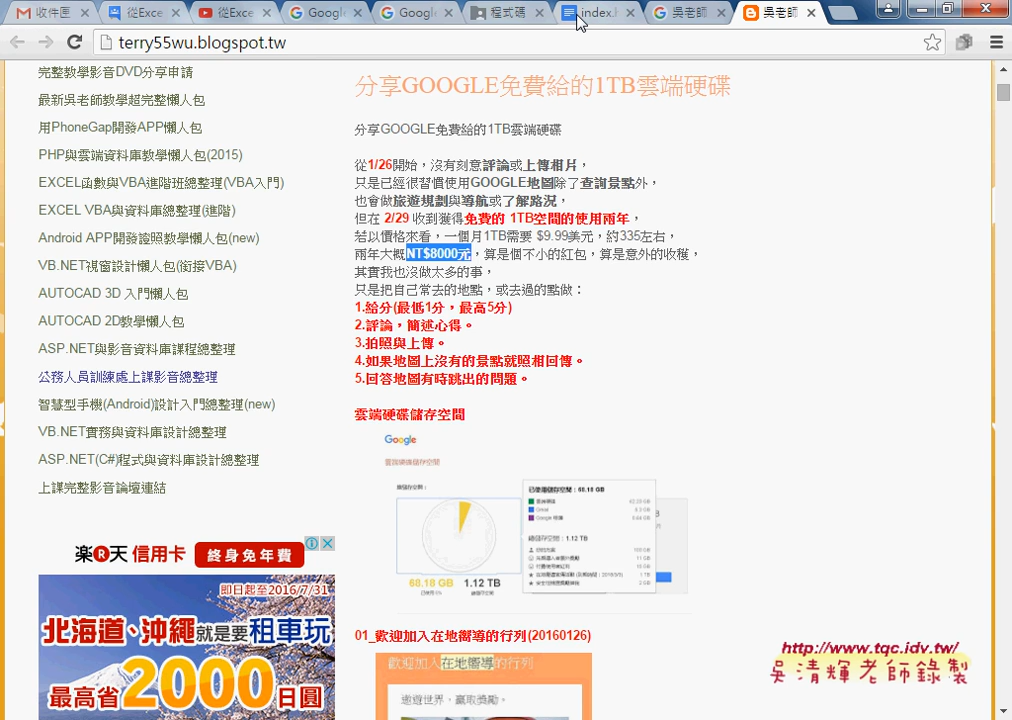 收件匣
從Exce
從Exce
Google
Google
程式碼
index.
吳老師
吳老師
terry55wu.blogspot.tw
完整教學影音DVD分享申請
最新吳老師教學超完整懶人包
用PhoneGap開發APP懶人包
PHP與雲端資料庫教學懶人包(2015)
EXCEL函數與VBA進階班總整理(VBA入門)
EXCEL VBA與資料庫總整理(進階)
Android APP開發證照教學懶人包(new)
VB.NET視窗設計懶人包(銜接VBA)
AUTOCAD 3D 入門懶人包
AUTOCAD 2D教學懶人包
ASP.NET與影音資料庫課程總整理
公務人員訓練處上課影音總整理
智慧型手機(Android)設計入門總整理(new)
VB.NET實務與資料庫設計總整理
ASP.NET(C#)程式與資料庫設計總整理
上課完整影音論壇連結
楽R天 信用卡 終身免年費
即日起至2016/7/31
北海道、沖繩就是要租車玩
最高省2000日圓
分享GOOGLE免費給的1TB雲端硬碟
分享GOOGLE免費給的1TB雲端硬碟
從1/26開始，沒有刻意評論或上傳相片，
只是已經很習慣使用GOOGLE地圖除了查詢景點外，
也會做旅遊規劃與導航或了解路況，
但在 2/29 收到獲得免費的 1TB空間的使用兩年，
若以價格來看，一個月1TB需要 $9.99美元，約335左右，
兩年大概NT$8000元，算是個不小的紅包，算是意外的收穫，
其實我也沒做太多的事，
只是把自己常去的地點，或去過的點做：
1.給分(最低1分，最高5分)
2.評論，簡述心得。
3.拍照與上傳。
4.如果地圖上沒有的景點就照相回傳。
5.回答地圖有時跳出的問題。
雲端硬碟儲存空間
Google
已使用儲存空間：68.18 GB
總儲存空間：1.12 TB
68.18 GB 1.12 TB
01_歡迎加入在地嚮導的行列(20160126)
歡迎加入在地嚮導的行列
遨遊世界，贏取獎勵。
http://www.tqc.idv.tw/
吳清輝老師錄製